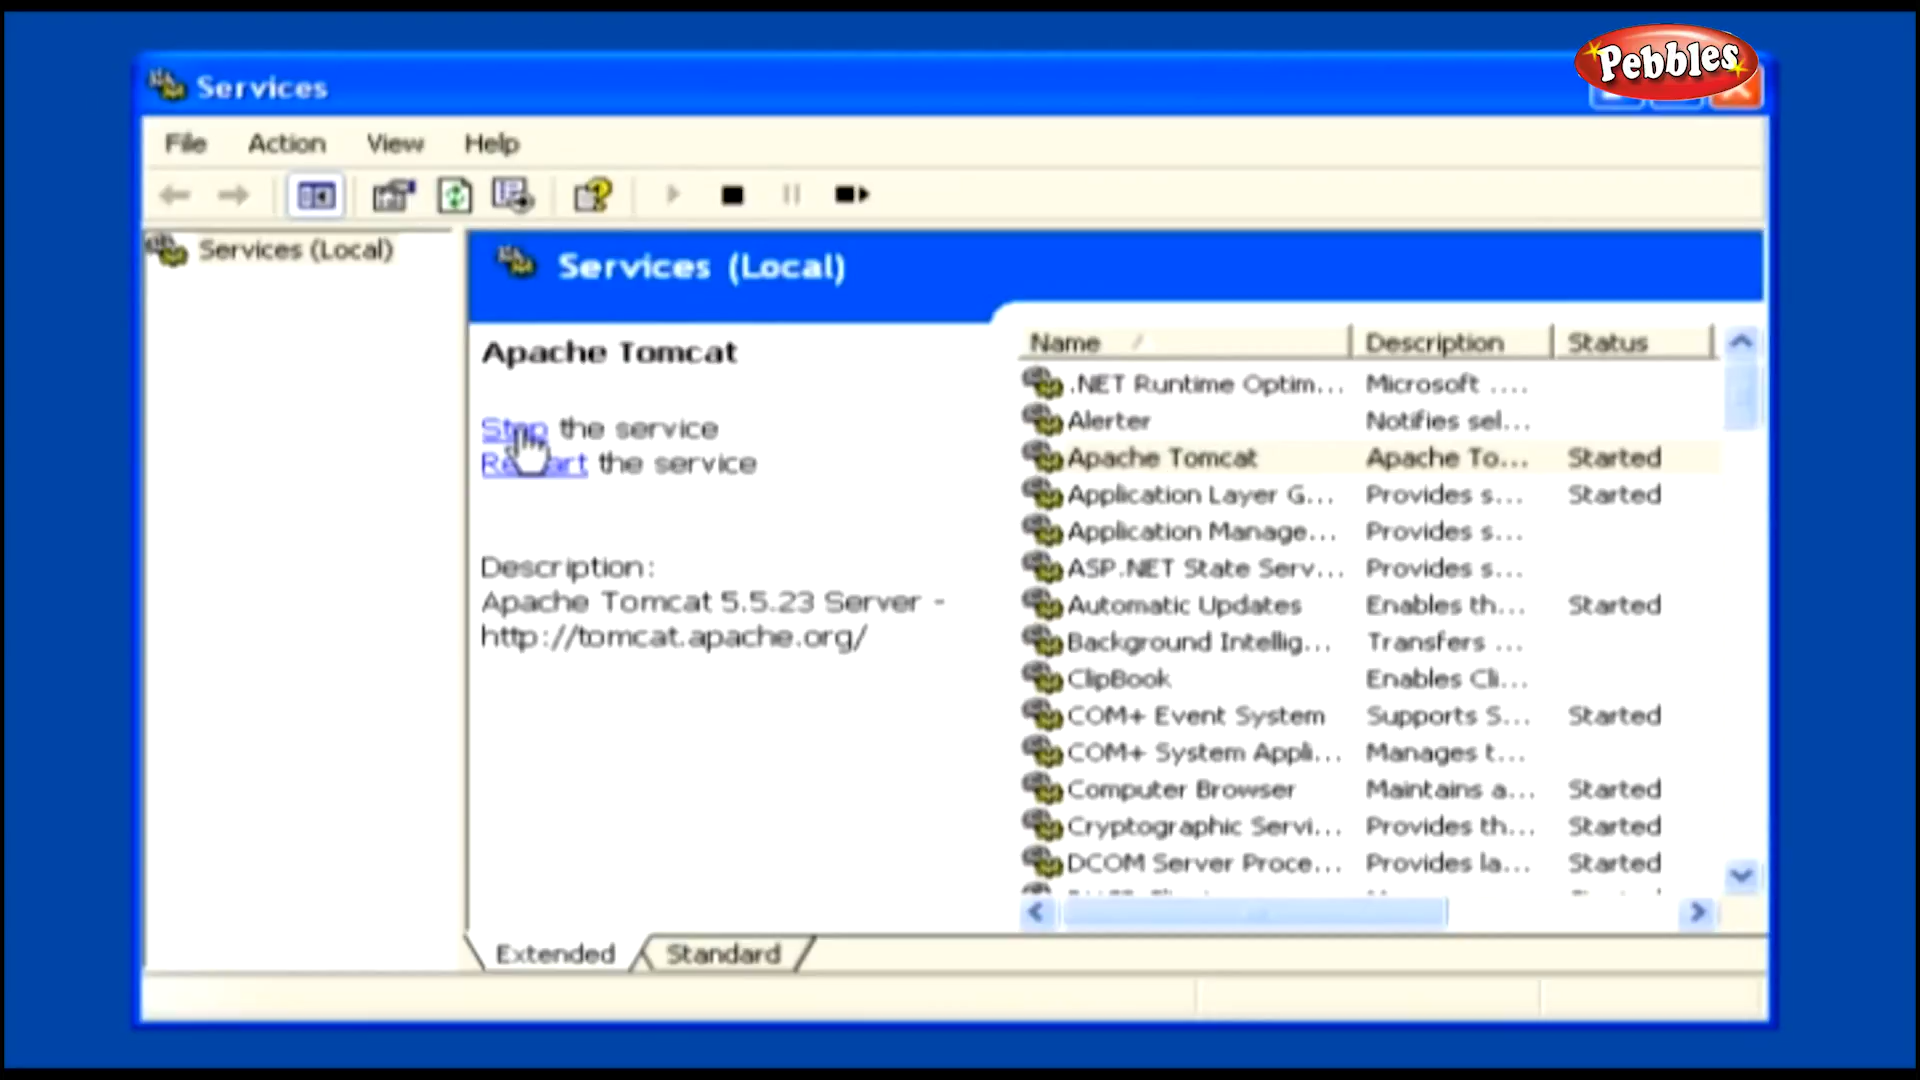 Pebbles
Services
File Action View Help
Services (Local)
Services (Local)
Apache Tomcat
Stop the service
Restart the service
Description:
Apache Tomcat 5.5.23 Server -
http://tomcat.apache.org/
Name Description Status
.NET Runtime Optim... Microsoft ....
Alerter Notifies sel...
Apache Tomcat Apache To... Started
Application Layer G... Provides s... Started
Application Manage... Provides s...
ASP.NET State Serv... Provides s...
Automatic Updates Enables th... Started
Background Intellig... Transfers ...
ClipBook Enables Cli...
COM+ Event System Supports S... Started
COM+ System Appli... Manages t...
Computer Browser Maintains a... Started
Cryptographic Servi... Provides th... Started
DCOM Server Proce... Provides la... Started
Extended Standard